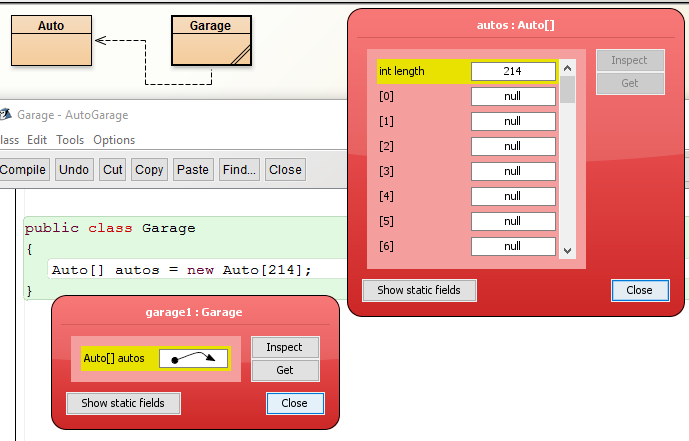 Auto
Garage
autos : Auto[]
int length 214
[0] null
[1] null
[2] null
[3] null
[4] null
[5] null
[6] null
Inspect
Get
Show static fields
Close
Garage - AutoGarage
lass Edit Tools Options
Compile Undo Cut Copy Paste Find... Close
public class Garage
{
Auto[] autos = new Auto[214];
}
garage1 : Garage
Auto[] autos
Inspect
Get
Show static fields
Close